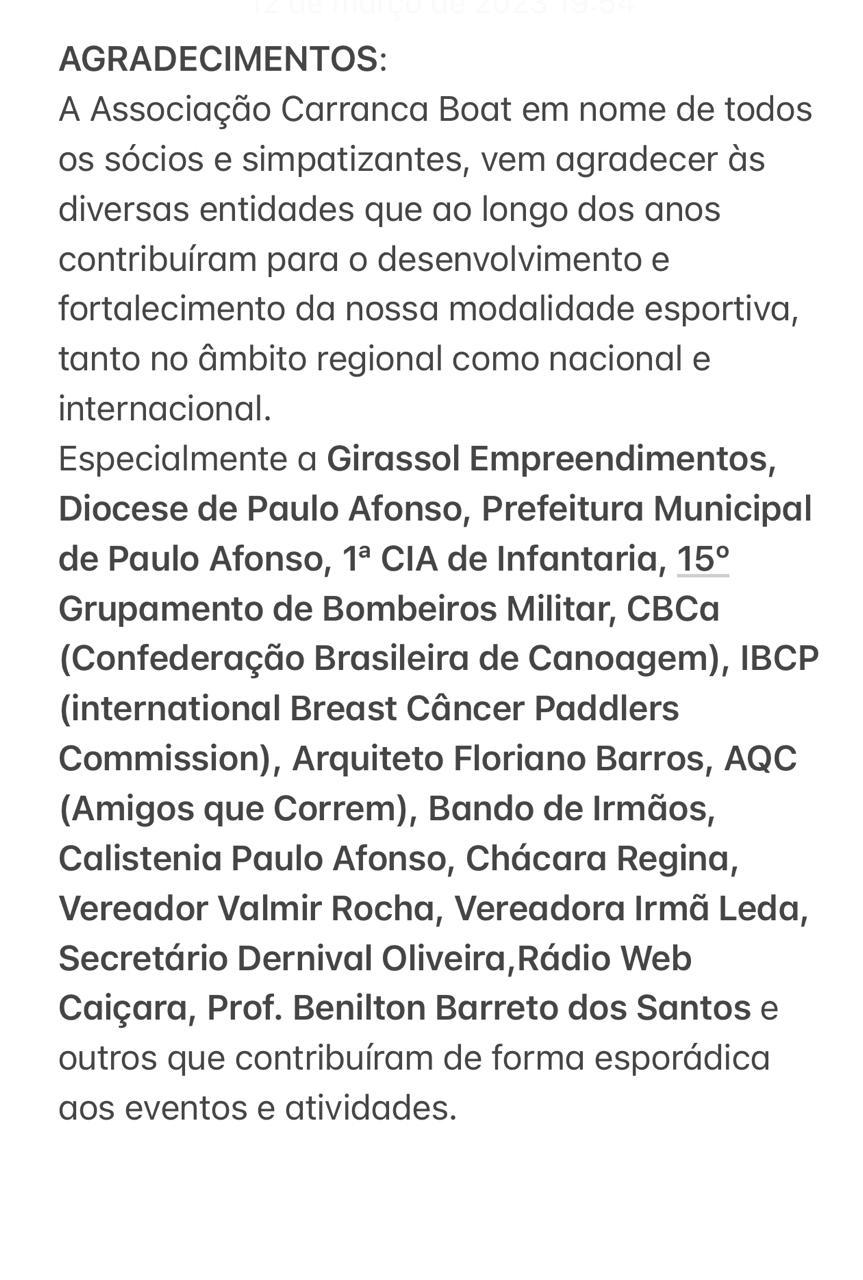 12 de março de 2023 19:54
AGRADECIMENTOS:
A Associação Carranca Boat em nome de todos
os sócios e simpatizantes, vem agradecer às
diversas entidades que ao longo dos anos
contribuíram para o desenvolvimento e
fortalecimento da nossa modalidade esportiva,
tanto no âmbito regional como nacional e
internacional.
Especialmente a Girassol Empreendimentos,
Diocese de Paulo Afonso, Prefeitura Municipal
de Paulo Afonso, 1ª CIA de Infantaria, 15º
Grupamento de Bombeiros Militar, CBCa
(Confederação Brasileira de Canoagem), IBCP
(international Breast Câncer Paddlers
Commission), Arquiteto Floriano Barros, AQC
(Amigos que Correm), Bando de Irmãos,
Calistenia Paulo Afonso, Chácara Regina,
Vereador Valmir Rocha, Vereadora Irmã Leda,
Secretário Dernival Oliveira,Rádio Web
Caiçara, Prof. Benilton Barreto dos Santos e
outros que contribuíram de forma esporádica
aos eventos e atividades.